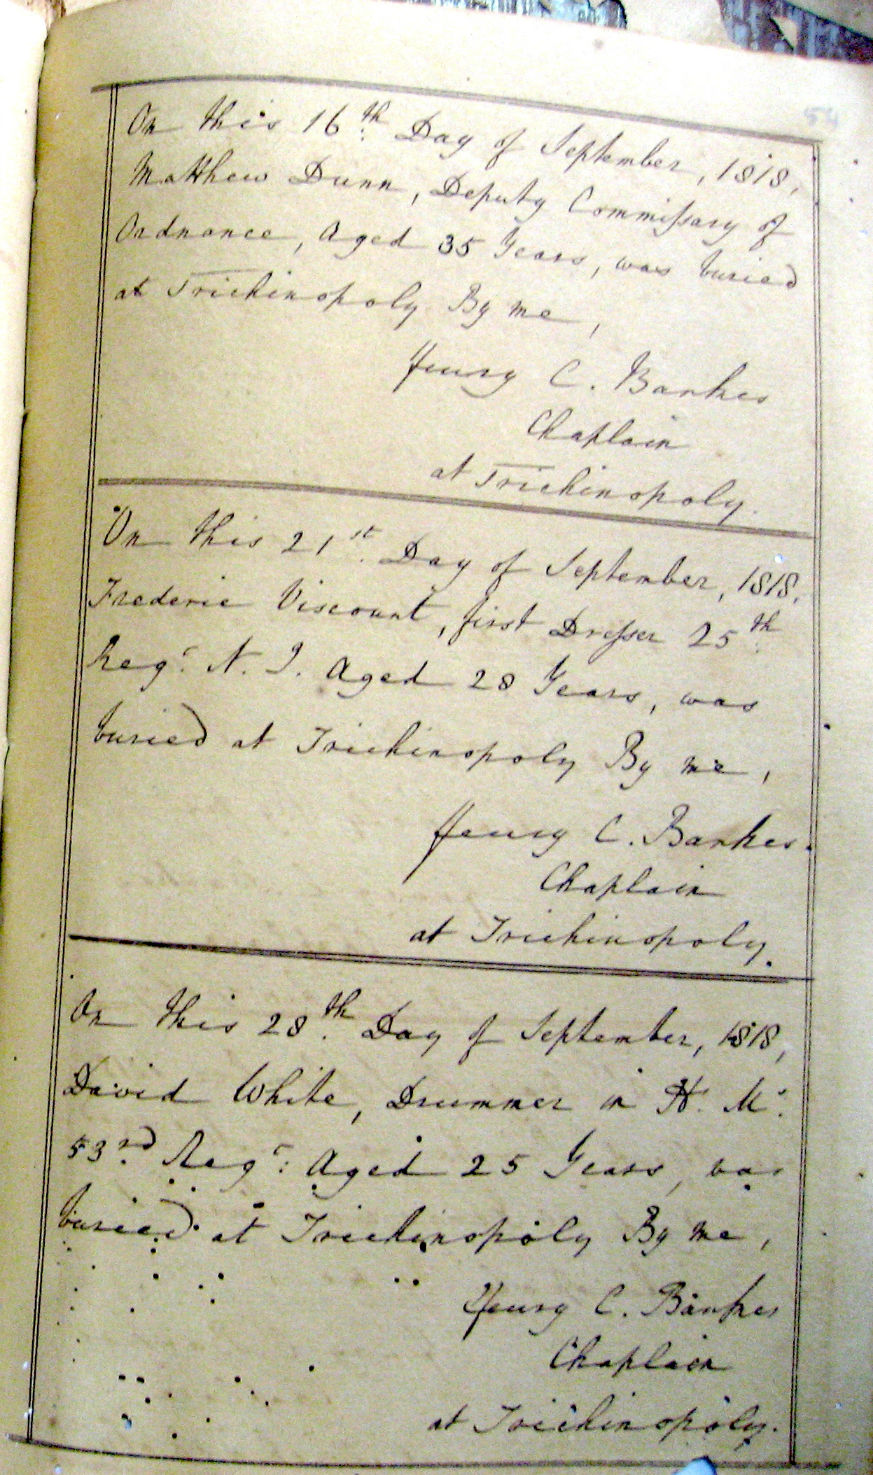 54
On this 16th Day of September, 1818,
Matthew Dunn, Deputy Commiſsary of
Ordnance, Aged 35 Years, was buried
at Trichinopoly By me,
Henry C. Bankes
Chaplain
at Trichinopoly.
On this 21st Day of September, 1818,
Frederic Viscount, first Dreſser 25th
Regt. N. I. Aged 28 Years, was
buried at Trichinopoly By me,
Henry C. Bankes.
Chaplain
at Trichinopoly.
On this 28th Day of September, 1818,
David White, Drummer in H. M's.
53rd Regt: Aged 25 Years, was
buried at Trichinopoly By me,
Henry C. Bankes
Chaplain
at Trichinopoly.